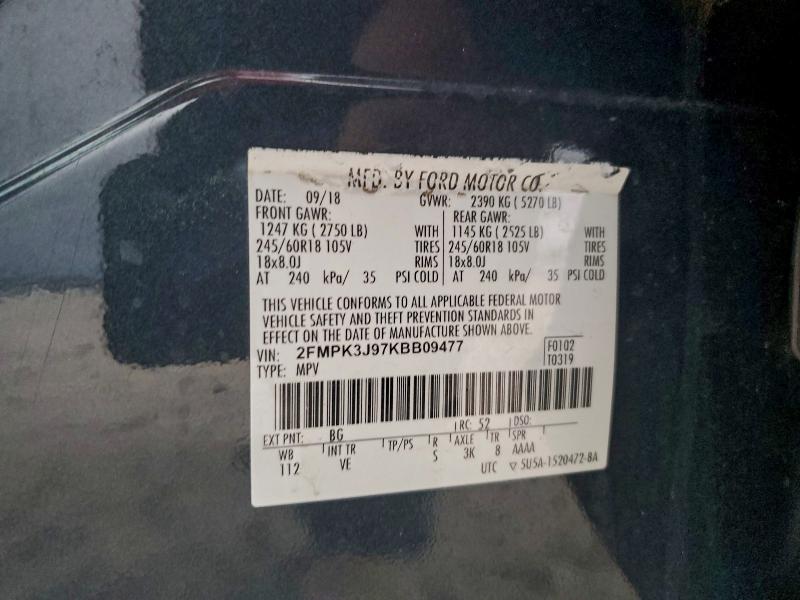 MFD. BY FORD MOTOR CO.
DATE: 09/18 GVWR: 2390 KG ( 5270 LB)
FRONT GAWR: REAR GAWR:
1247 KG ( 2750 LB) WITH 1145 KG ( 2525 LB) WITH
245/60R18 105V TIRES 245/60R18 105V TIRES
18x8.0J RIMS 18x8.0J RIMS
AT 240 kPa/ 35 PSI COLD AT 240 kPa/ 35 PSI COLD
THIS VEHICLE CONFORMS TO ALL APPLICABLE FEDERAL MOTOR
VEHICLE SAFETY AND THEFT PREVENTION STANDARDS IN
EFFECT ON THE DATE OF MANUFACTURE SHOWN ABOVE.
VIN: 2FMPK3J97KBB09477 F0102
TYPE: MPV T0319
EXT PNT: BG RC: 52 DSO:
WB INT TR TP/PS R AXLE TR SPR
112 VE S 3K 8 AAAA
UTC ▽ 5U5A-1520472-BA